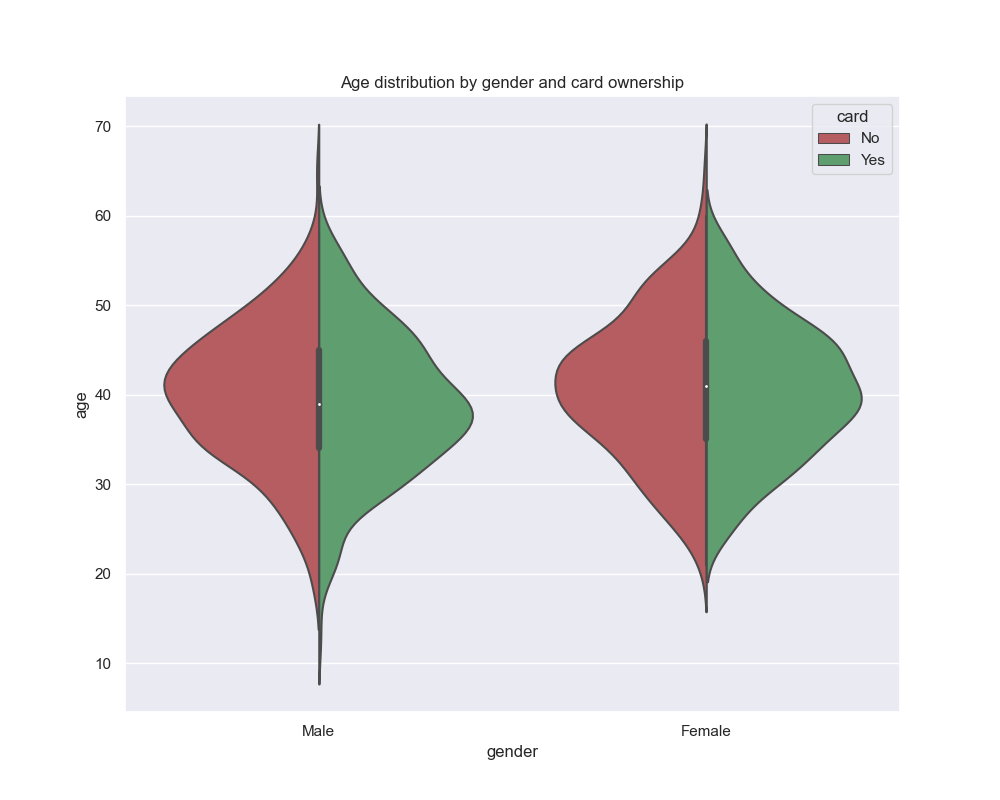 Age distribution by gender and card ownership
card
No
Yes
70
60
50
40
30
20
10
age
Male
Female
gender